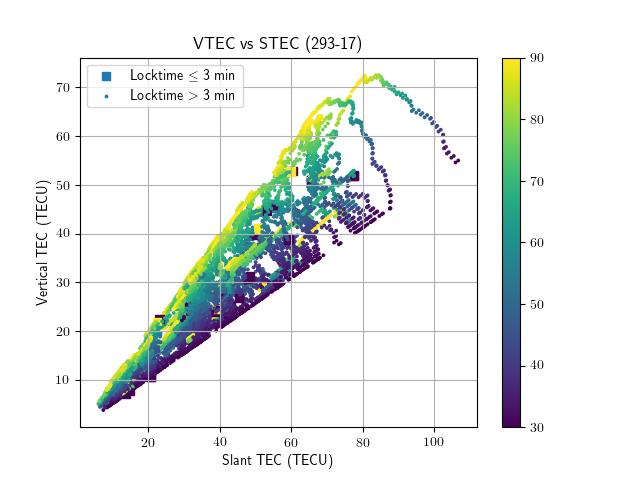 VTEC vs STEC (293-17)
Locktime ≤ 3 min
Locktime > 3 min
Vertical TEC (TECU)
70
60
50
40
30
20
10
20 40 60 80 100
Slant TEC (TECU)
90
80
70
60
50
40
30